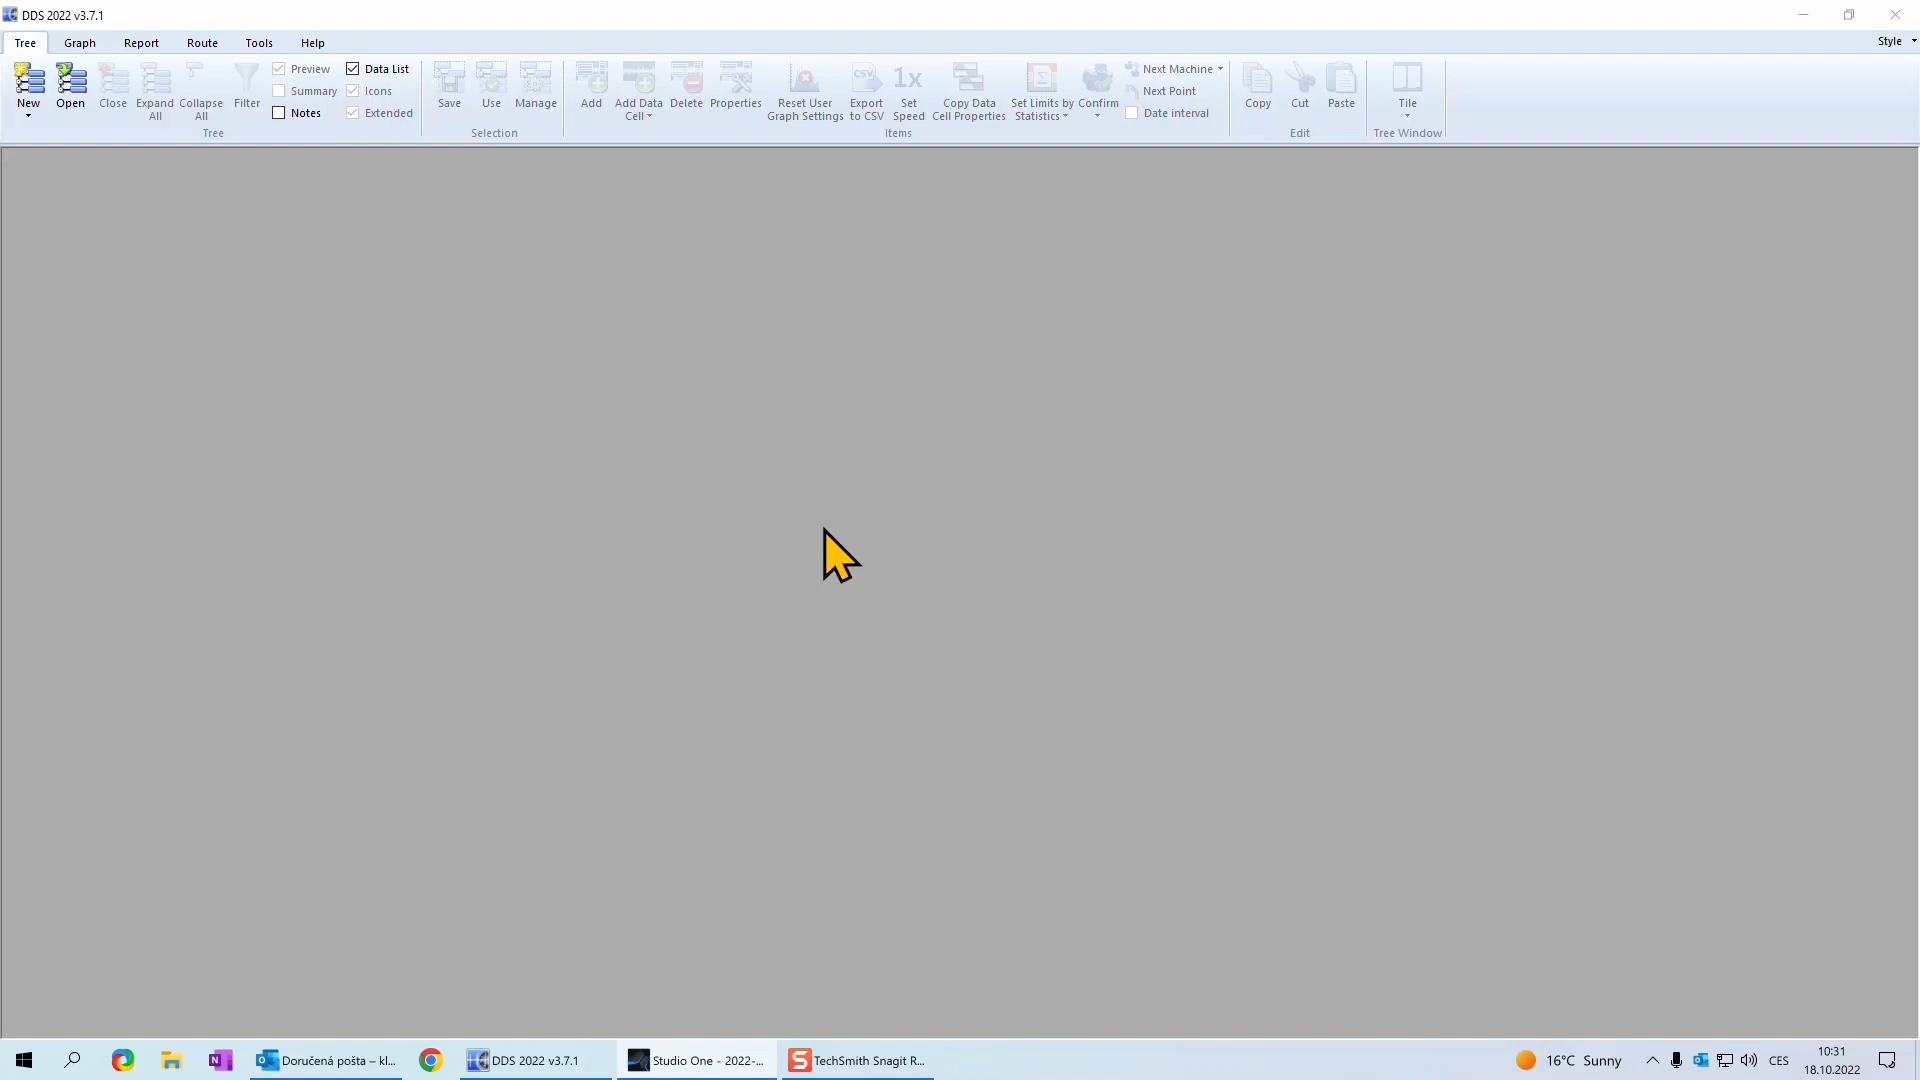 DDS 2022 v3.7.1
Tree Graph Report Route Tools Help Style
New Open Close Expand All Collapse All Filter
Preview Data List
Summary Icons
Notes Extended
Tree
Save Use Manage
Selection
Add Add Data Cell Delete Properties Reset User Graph Settings Export to CSV Set Speed Copy Data Cell Properties Set Limits by Statistics Confirm
CSV 1x
Next Machine
Next Point
Date interval
Items
Copy Cut Paste
Edit
Tile
Tree Window
Doručená pošta – kl... DDS 2022 v3.7.1 Studio One - 2022-... TechSmith Snagit R... 16°C Sunny CES
10:31
18.10.2022